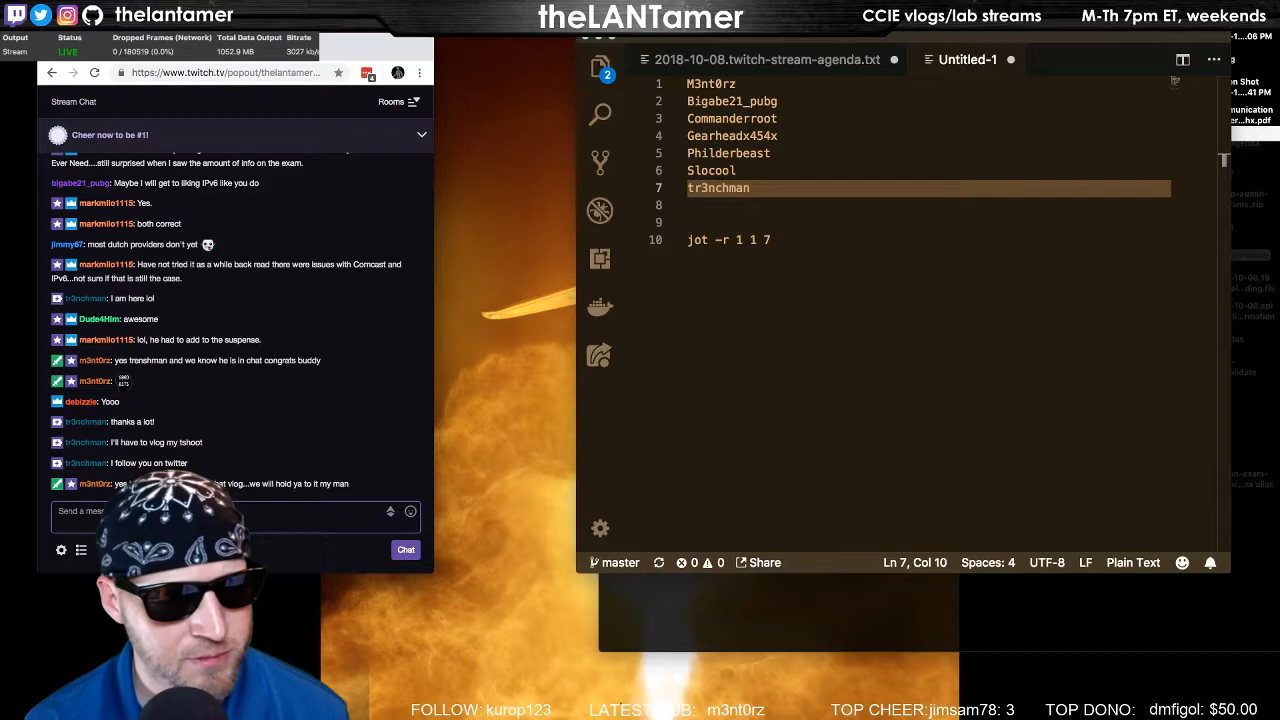 thelantamer
theLANTamer
CCIE vlogs/lab streams
M-Th 7pm ET, weekends
Output Status Dropped Frames (Network) Total Data Output Bitrate
Stream LIVE 0 / 180519 (0.0%) 1052.9 MB 3027 kb/s
https://www.twitch.tv/popout/thelantamer...
4
Stream Chat
Rooms
Cheer now to be #1!
Ever Need....still surprised when I saw the amount of info on the exam.
bigabe21_pubg: Maybe I will get to liking IPv6 like you do
markmilo1115: Yes.
markmilo1115: both correct
jimmy67: most dutch providers don't yet
markmilo1115: Have not tried it as a while back read there were issues with Comcast and
IPv6...not sure if that is still the case.
tr3nchman: I am here lol
Dude4Him: awesome
markmilo1115: lol, he had to add to the suspense.
m3nt0rz: yes trenshman and we know he is in chat congrats buddy
m3nt0rz:
debizzle: Yooo
tr3nchman: thanks a lot!
tr3nchman: I'll have to vlog my tshoot
tr3nchman: I follow you on twitter
m3nt0rz: yes
vlog...we will hold ya to it my man
Send a mess
Chat
2
2018-10-08.twitch-stream-agenda.txt
Untitled-1
1 M3nt0rz
2 Bigabe21_pubg
3 Commanderroot
4 Gearheadx454x
5 Philderbeast
6 Slocool
7 tr3nchman
8
9
10 jot -r 1 1 7
master 0 0 Share
Ln 7, Col 10 Spaces: 4 UTF-8 LF Plain Text
FOLLOW: kurop123
m3nt0rz
TOP CHEER:jimsam78: 3
TOP DONO: dmfigol: $50.00